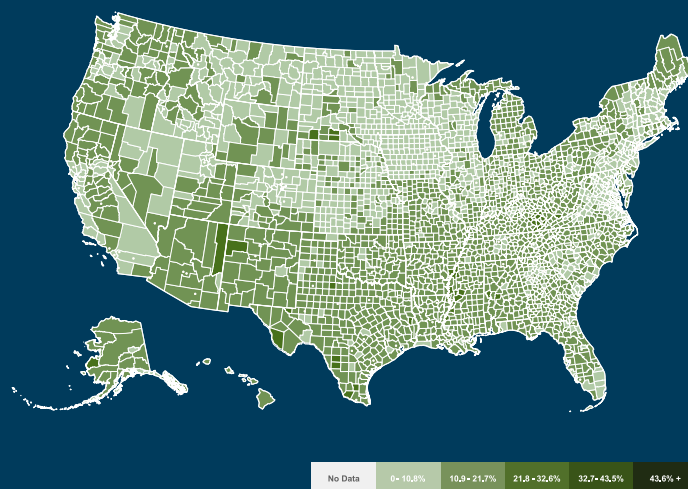 No Data 0 - 10.8% 10.9 - 21.7% 21.8 - 32.6% 32.7 - 43.5% 43.6% +